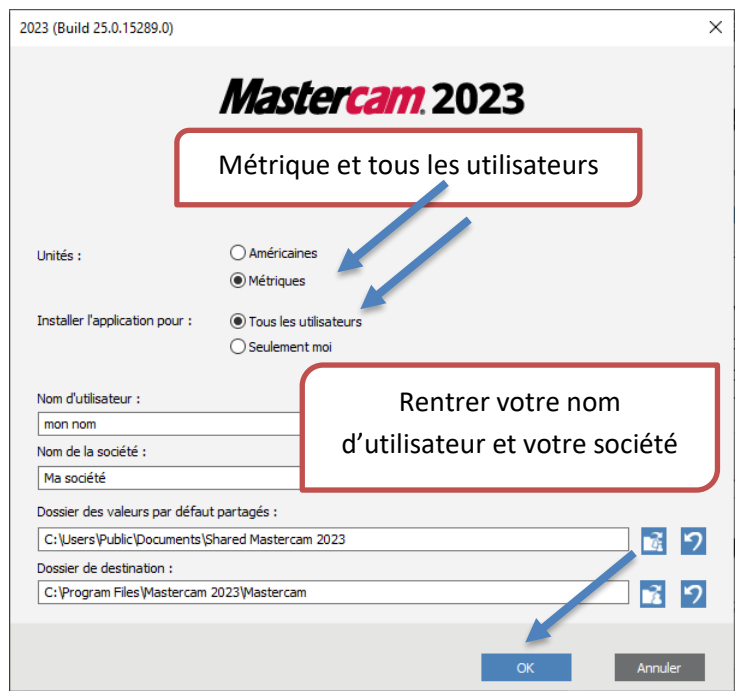 2023 (Build 25.0.15289.0)
Mastercam. 2023
Métrique et tous les utilisateurs
Unités :
Américaines
Métriques
Installer l'application pour :
Tous les utilisateurs
Seulement moi
Nom d'utilisateur :
mon nom
Rentrer votre nom
d’utilisateur et votre société
Nom de la société :
Ma société
Dossier des valeurs par défaut partagés :
C:\Users\Public\Documents\Shared Mastercam 2023
Dossier de destination :
C:\Program Files\Mastercam 2023\Mastercam
OK
Annuler